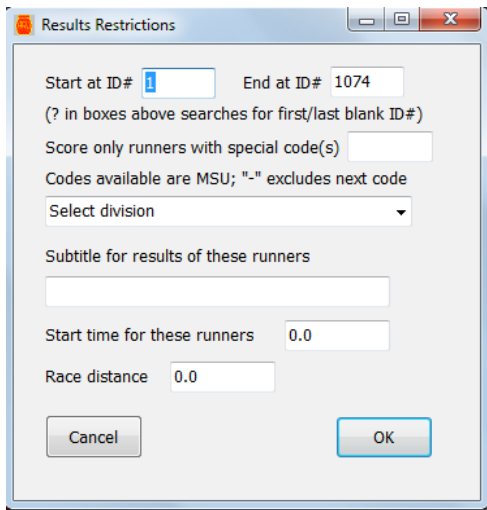 Results Restrictions
Start at ID# 1 End at ID# 1074
(? in boxes above searches for first/last blank ID#)
Score only runners with special code(s)
Codes available are MSU; "-" excludes next code
Select division
Subtitle for results of these runners
Start time for these runners 0.0
Race distance 0.0
Cancel OK